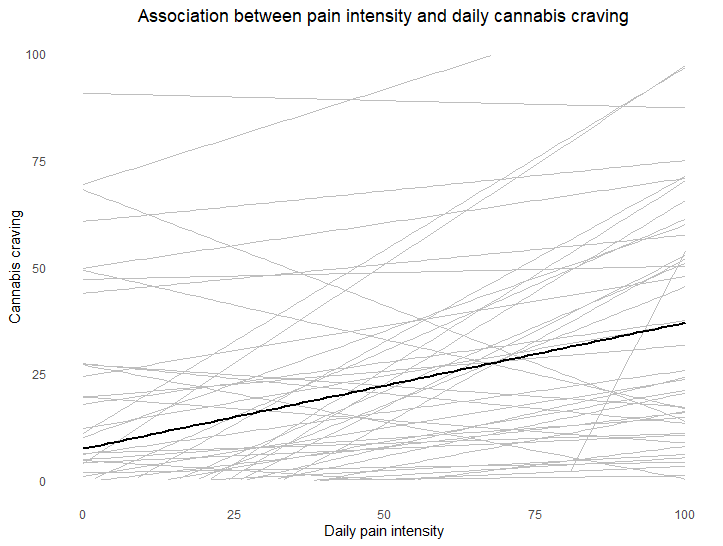 Association between pain intensity and daily cannabis craving
100
75
50
25
0
Cannabis craving
0 25 50 75 100
Daily pain intensity